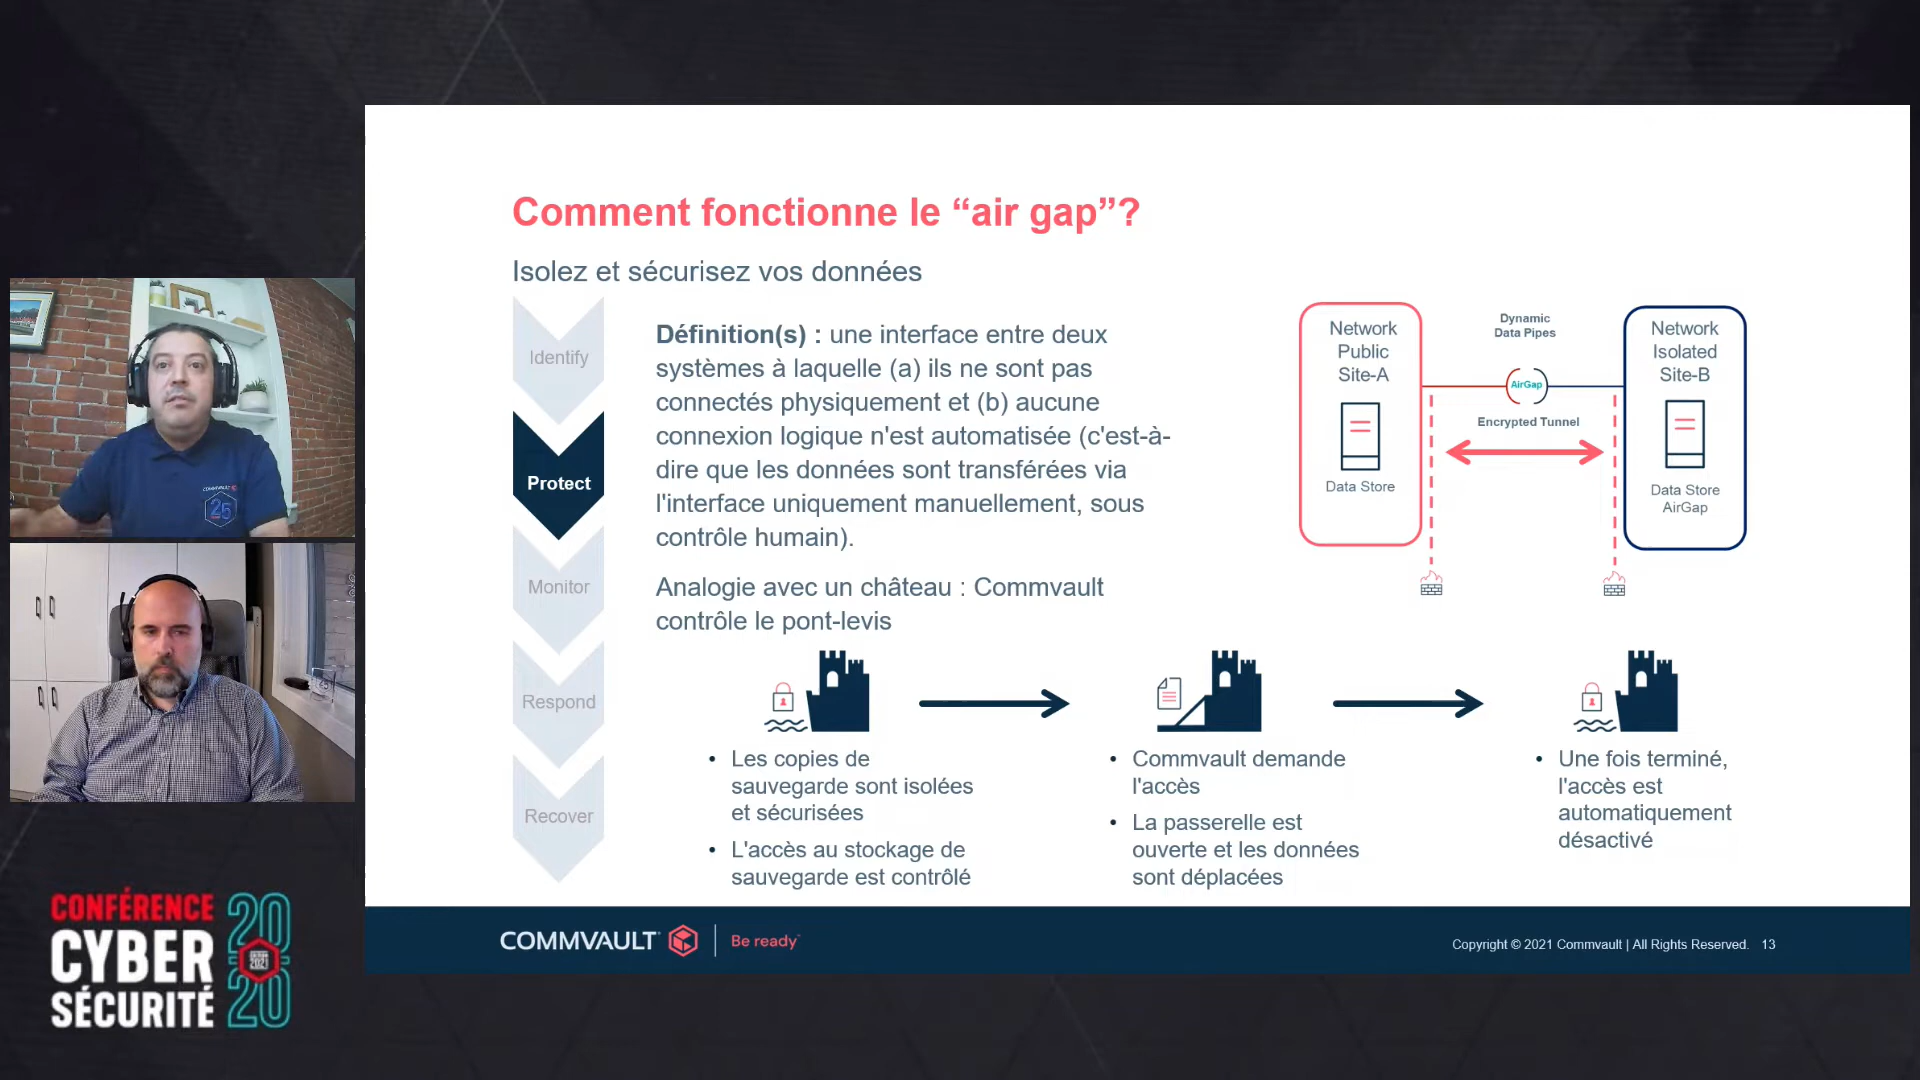 Comment fonctionne le “air gap”?
Isolez et sécurisez vos données
Identify
Protect
Monitor
Respond
Recover
Définition(s) : une interface entre deux
systèmes à laquelle (a) ils ne sont pas
connectés physiquement et (b) aucune
connexion logique n'est automatisée (c'est-à-
dire que les données sont transférées via
l'interface uniquement manuellement, sous
contrôle humain).
Analogie avec un château : Commvault
contrôle le pont-levis
Network
Public
Site-A
Data Store
Dynamic
Data Pipes
AirGap
Encrypted Tunnel
Network
Isolated
Site-B
Data Store
AirGap
• Les copies de
sauvegarde sont isolées
et sécurisées
• L'accès au stockage de
sauvegarde est contrôlé
• Commvault demande
l'accès
• La passerelle est
ouverte et les données
sont déplacées
• Une fois terminé,
l'accès est
automatiquement
désactivé
COMMVAULT
Be ready
Copyright © 2021 Commvault | All Rights Reserved. 13
COMMVAULT
25
CONFÉRENCE
CYBER
SÉCURITÉ
20
2021
20